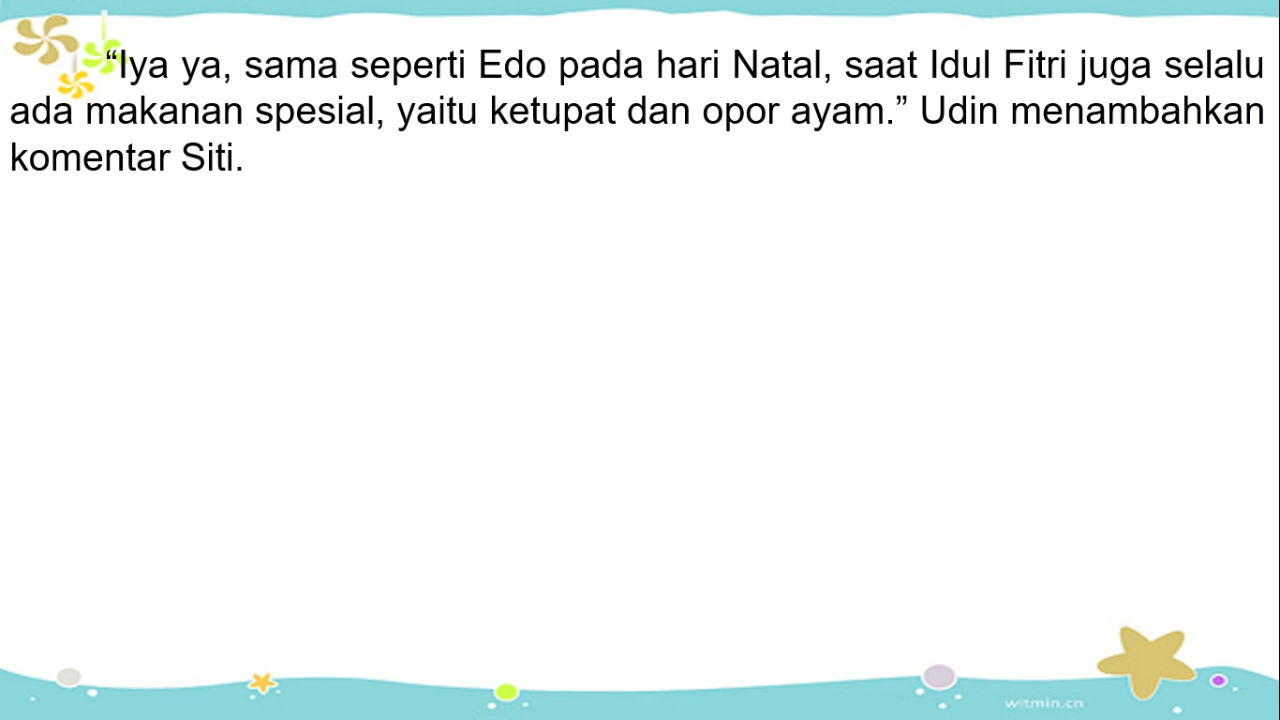 “Iya ya, sama seperti Edo pada hari Natal, saat Idul Fitri juga selalu
ada makanan spesial, yaitu ketupat dan opor ayam.” Udin menambahkan
komentar Siti.
witmin.cn